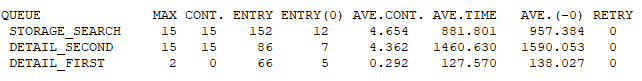 QUEUE MAX CONT. ENTRY ENTRY(0) AVE.CONT. AVE.TIME AVE.(-0) RETRY
STORAGE_SEARCH 15 15 152 12 4.654 881.801 957.384 0
DETAIL_SECOND 15 15 86 7 4.362 1460.630 1590.053 0
DETAIL_FIRST 2 0 66 5 0.292 127.570 138.027 0